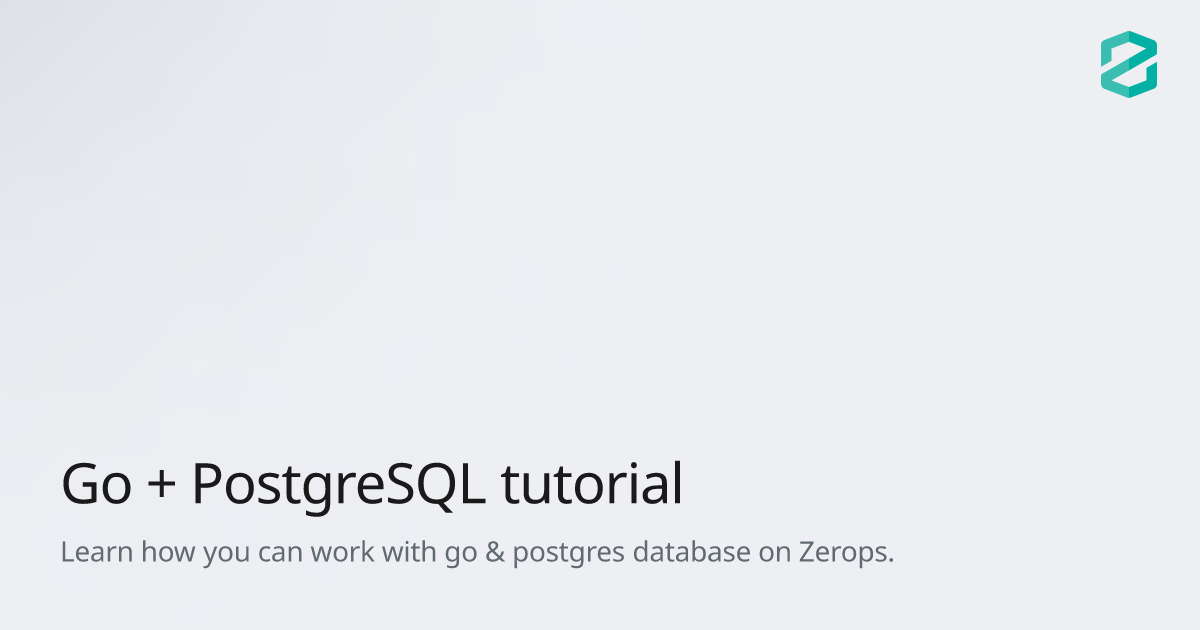 Go + PostgreSQL tutorial
Learn how you can work with go & postgres database on Zerops.